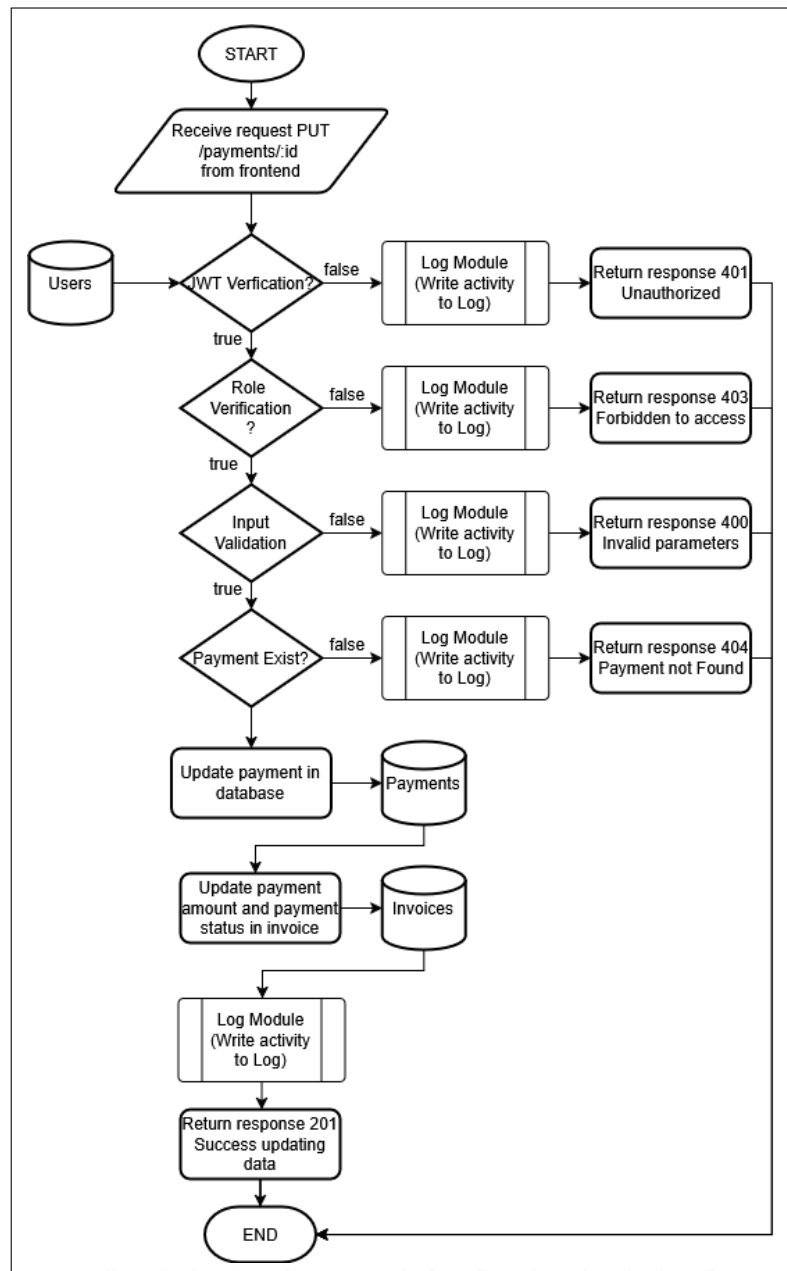 START
Receive request PUT
/payments/:id
from frontend
Users
JWT Verfication?
false
Log Module
(Write activity
to Log)
Return response 401
Unauthorized
true
Role
Verification
?
false
Log Module
(Write activity
to Log)
Return response 403
Forbidden to access
true
Input
Validation
false
Log Module
(Write activity
to Log)
Return response 400
Invalid parameters
true
Payment Exist?
false
Log Module
(Write activity
to Log)
Return response 404
Payment not Found
Update payment in
database
Payments
Update payment
amount and payment
status in invoice
Invoices
Log Module
(Write activity
to Log)
Return response 201
Success updating
data
END